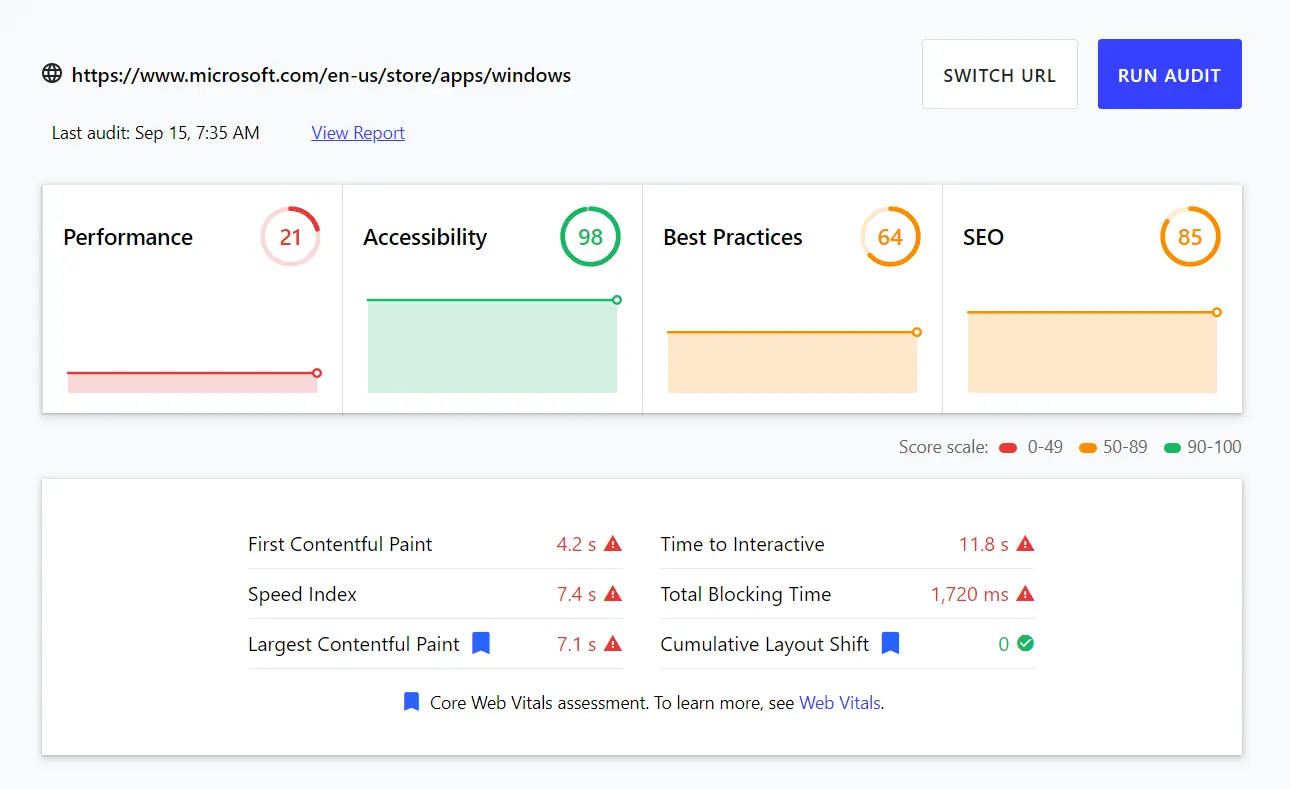 https://www.microsoft.com/en-us/store/apps/windows
SWITCH URL
RUN AUDIT
Last audit: Sep 15, 7:35 AM
View Report
Performance
21
Accessibility
98
Best Practices
64
SEO
85
Score scale: 0-49 50-89 90-100
First Contentful Paint 4.2 s
Time to Interactive 11.8 s
Speed Index 7.4 s
Total Blocking Time 1,720 ms
Largest Contentful Paint 7.1 s
Cumulative Layout Shift 0
Core Web Vitals assessment. To learn more, see Web Vitals.